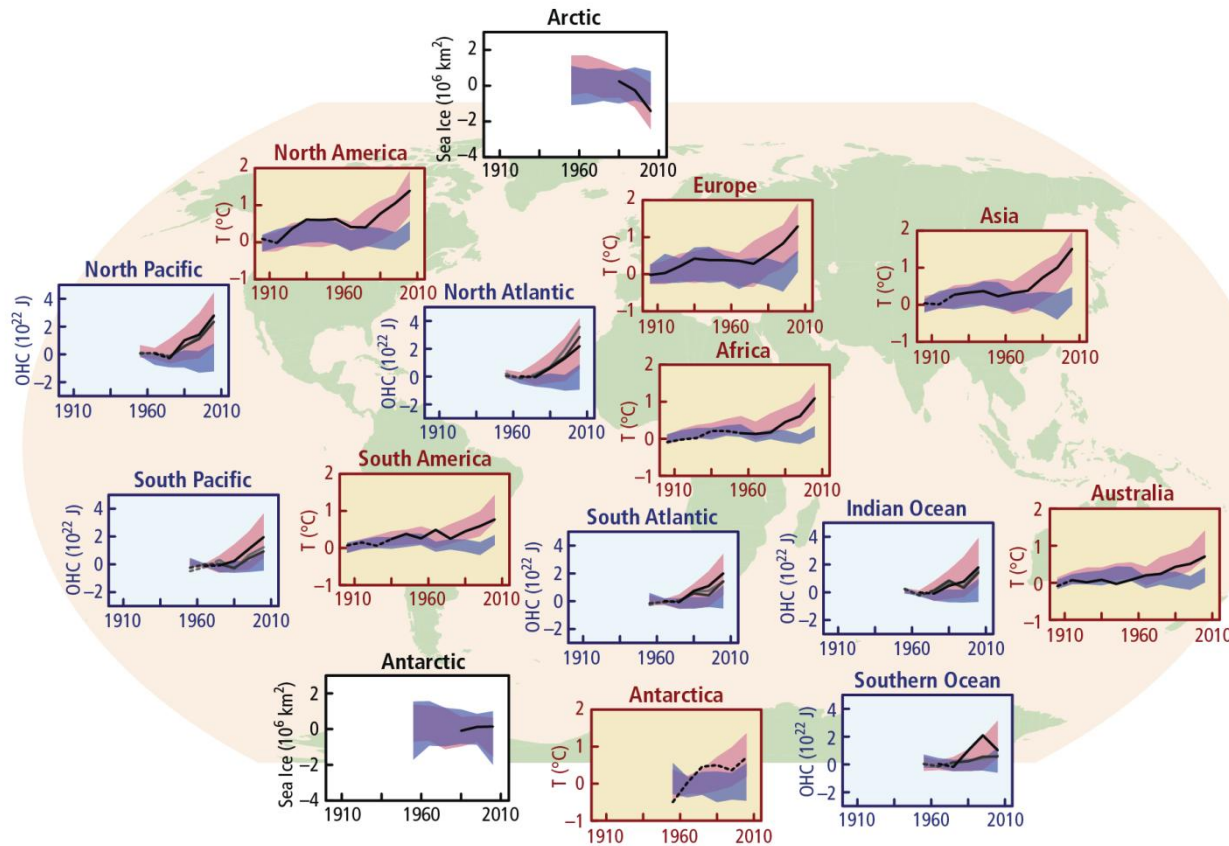 Arctic
Sea Ice (10⁶ km²)
2
0
−2
−4
1910 1960 2010
North America
T (°C)
2
1
0
−1
1910 1960 2010
Europe
T (°C)
2
1
0
−1
1910 1960 2010
Asia
T (°C)
2
1
0
−1
1910 1960 2010
North Pacific
OHC (10²² J)
4
2
0
−2
1910 1960 2010
North Atlantic
OHC (10²² J)
4
2
0
−2
1910 1960 2010
Africa
T (°C)
2
1
0
−1
1910 1960 2010
South Pacific
OHC (10²² J)
4
2
0
−2
1910 1960 2010
South America
T (°C)
2
1
0
−1
1910 1960 2010
South Atlantic
OHC (10²² J)
4
2
0
−2
1910 1960 2010
Indian Ocean
OHC (10²² J)
4
2
0
−2
1910 1960 2010
Australia
T (°C)
2
1
0
−1
1910 1960 2010
Antarctic
Sea Ice (10⁶ km²)
2
0
−2
−4
1910 1960 2010
Antarctica
T (°C)
2
1
0
−1
1910 1960 2010
Southern Ocean
OHC (10²² J)
4
2
0
−2
1910 1960 2010